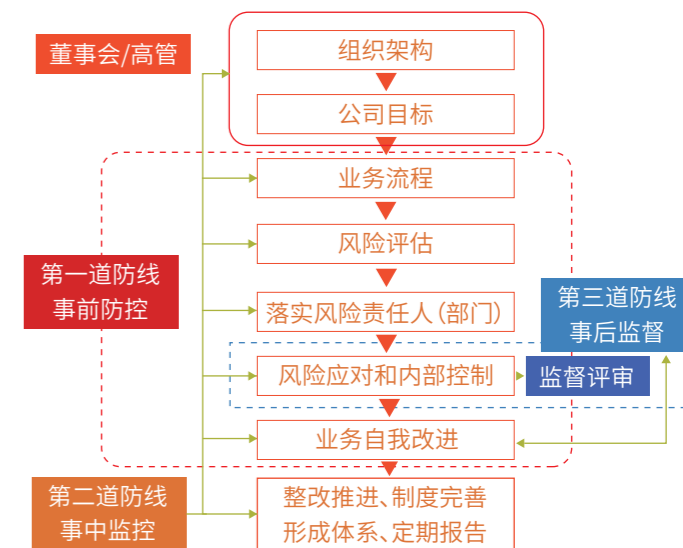 董事会/高管
组织架构
公司目标
业务流程
风险评估
第一道防线
事前防控
落实风险责任人（部门）
第三道防线
事后监督
风险应对和内部控制
监督评审
业务自我改进
第二道防线
事中监控
整改推进、制度完善
形成体系、定期报告